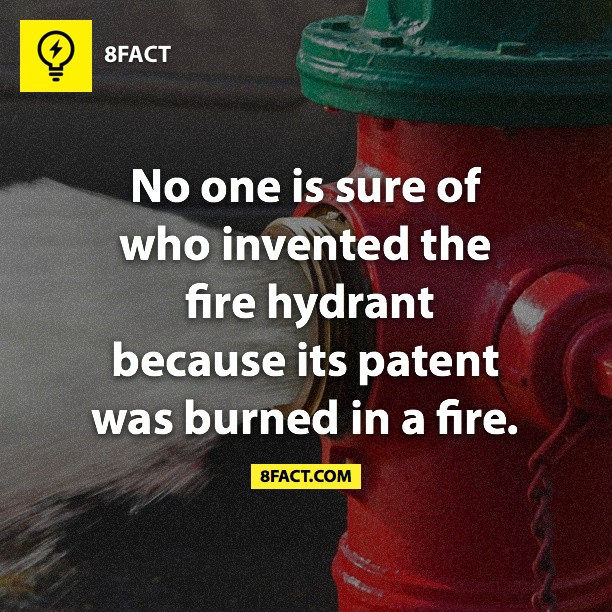 8FACT
No one is sure of
who invented the
fire hydrant
because its patent
was burned in a fire.
8FACT.COM